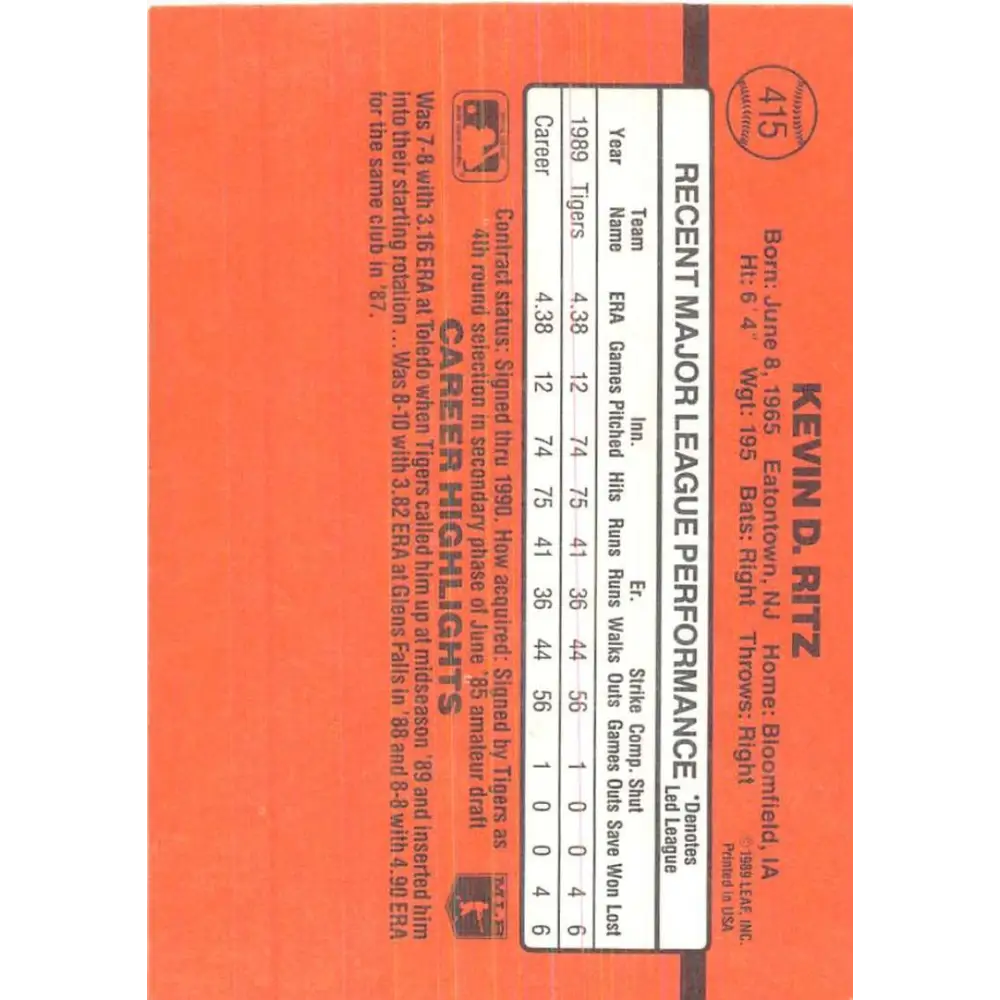 415
KEVIN D. RITZ
Born: June 8, 1965 Eatontown, NJ Home: Bloomfield, IA
Ht: 6'4" Wgt: 195 Bats: Right Throws: Right
© 1989 LEAF, INC.
Printed in USA
RECENT MAJOR LEAGUE PERFORMANCE *Denotes Led League
Team Inn. Er. Strike Comp. Shut
Year Name ERA Games Pitched Hits Runs Runs Walks Outs Games Outs Save Won Lost
1989 Tigers 4.38 12 74 75 41 36 44 56 1 0 0 4 6
Career 4.38 12 74 75 41 36 44 56 1 0 0 4 6
Contract status: Signed thru 1990. How acquired: Signed by Tigers as
4th round selection in secondary phase of June '85 amateur draft
MLB
CAREER HIGHLIGHTS
Was 7-8 with 3.16 ERA at Toledo when Tigers called him up at midseason '89 and inserted him
into their starting rotation ... Was 8-10 with 3.82 ERA at Glens Falls in '88 and 8-8 with 4.90 ERA
for the same club in '87.